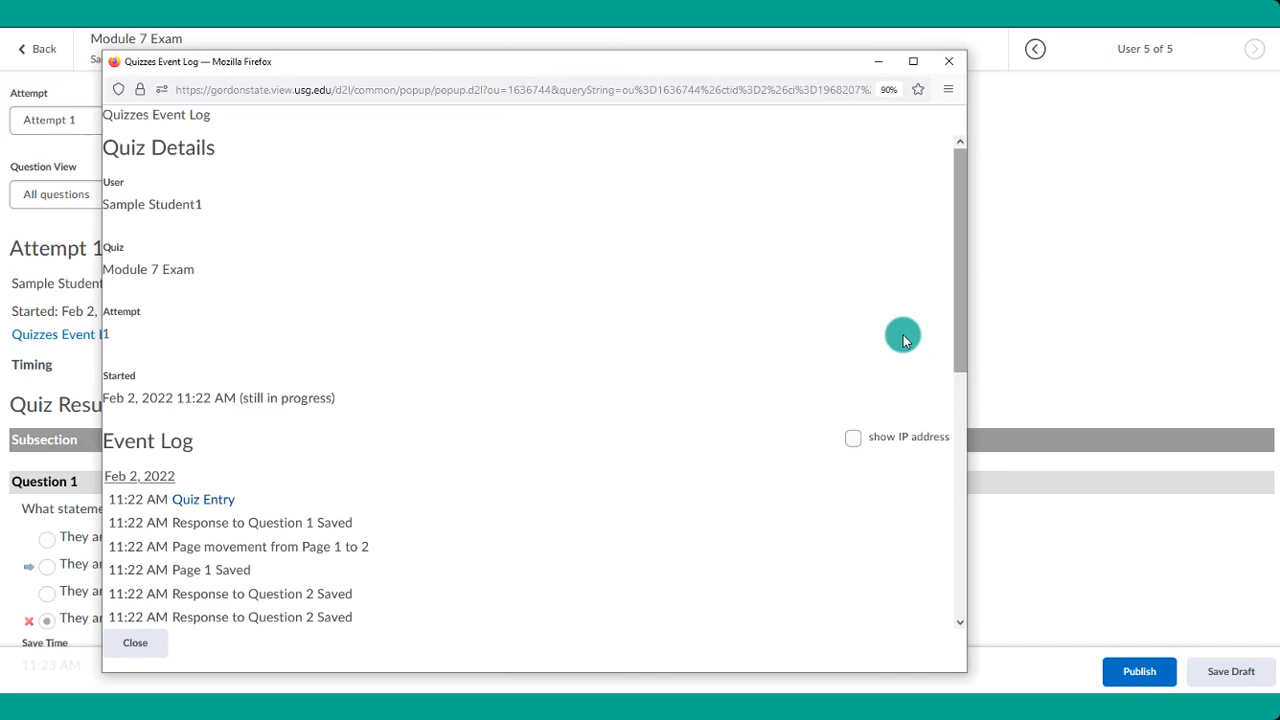 Back
Module 7 Exam
User 5 of 5
Quizzes Event Log — Mozilla Firefox
https://gordonstate.view.usg.edu/d2l/common/popup/popup.d2l?ou=1636744&queryString=ou%3D1636744%26ctid%3D2%26ci%3D1968207%
90%
Attempt
Attempt 1
Question View
All questions
Attempt 1
Sample Student
Started: Feb 2,
Quizzes Event
Timing
Quiz Resu
Subsection
Question 1
What stateme
They ar
They ar
They ar
They ar
Save Time
11:23 AM
Quizzes Event Log
Quiz Details
User
Sample Student1
Quiz
Module 7 Exam
Attempt
1
Started
Feb 2, 2022 11:22 AM (still in progress)
Event Log
show IP address
Feb 2, 2022
11:22 AM Quiz Entry
11:22 AM Response to Question 1 Saved
11:22 AM Page movement from Page 1 to 2
11:22 AM Page 1 Saved
11:22 AM Response to Question 2 Saved
11:22 AM Response to Question 2 Saved
Close
Publish
Save Draft